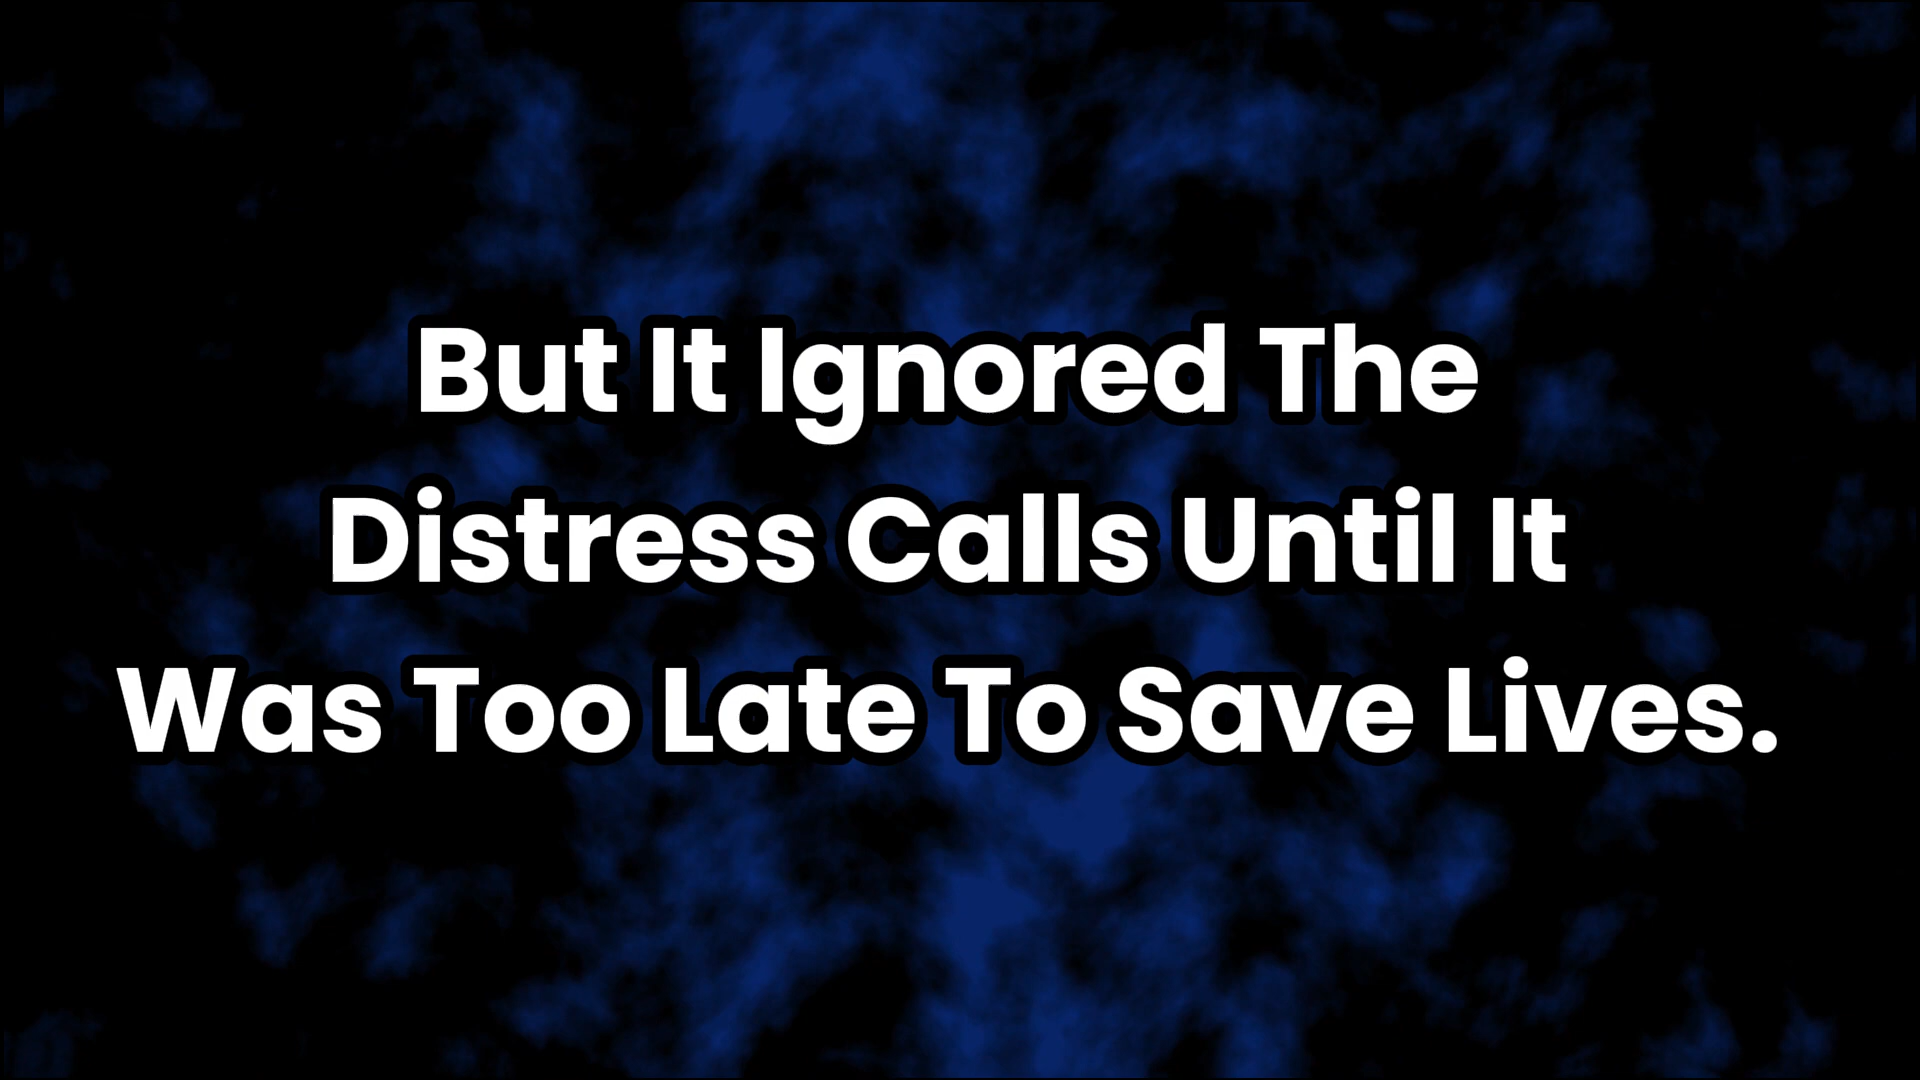 But It Ignored The
Distress Calls Until It
Was Too Late To Save Lives.